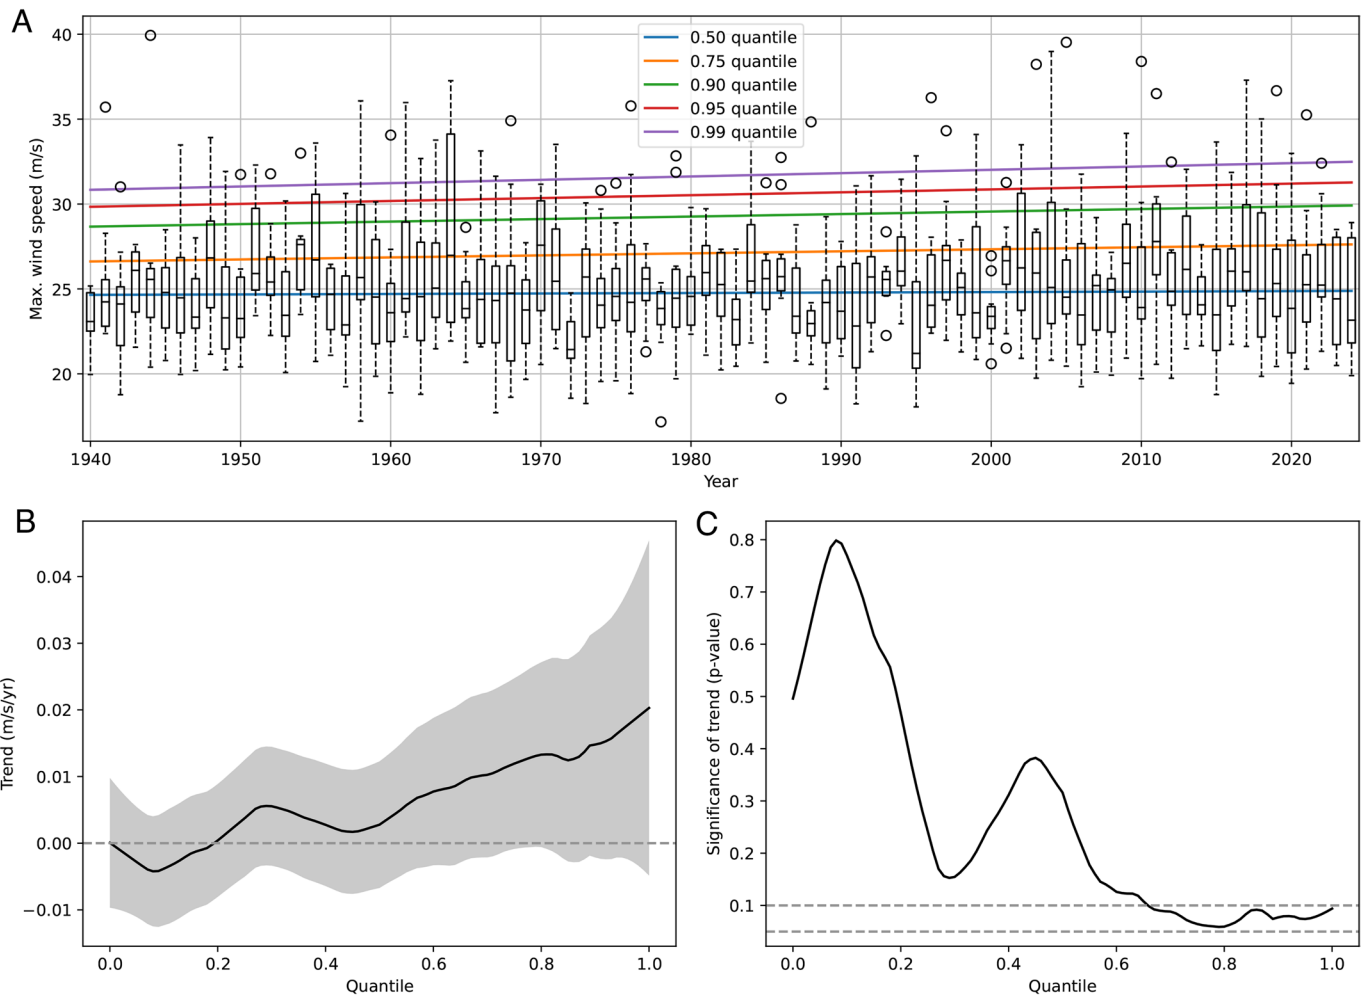 A
40
35
30
25
20
Max. wind speed (m/s)
0.50 quantile
0.75 quantile
0.90 quantile
0.95 quantile
0.99 quantile
1940 1950 1960 1970 1980 1990 2000 2010 2020
Year
B
0.04
0.03
0.02
0.01
0.00
−0.01
Trend (m/s/yr)
0.0 0.2 0.4 0.6 0.8 1.0
Quantile
C
0.8
0.7
0.6
0.5
0.4
0.3
0.2
0.1
Significance of trend (p-value)
0.0 0.2 0.4 0.6 0.8 1.0
Quantile